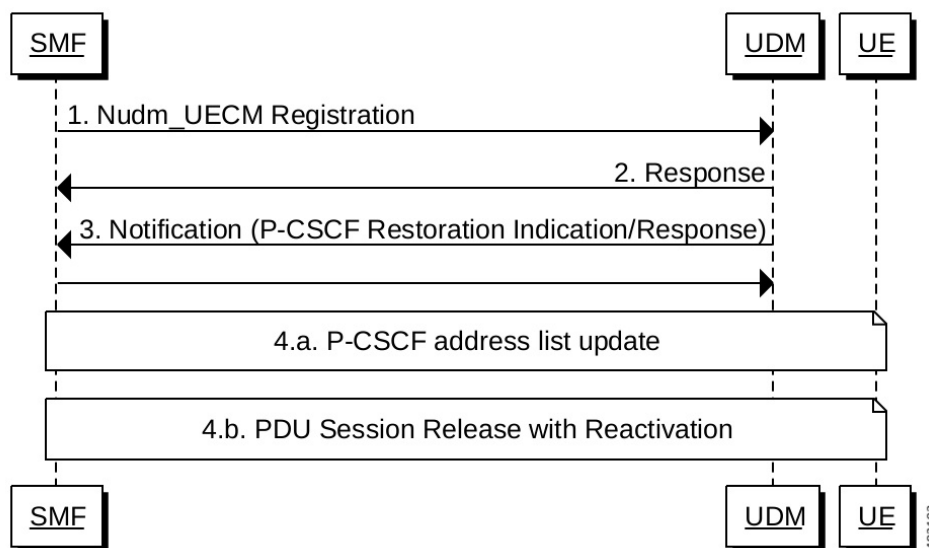 SMF
UDM
UE
1. Nudm_UECM Registration
2. Response
3. Notification (P-CSCF Restoration Indication/Response)
4.a. P-CSCF address list update
4.b. PDU Session Release with Reactivation
SMF
UDM
UE